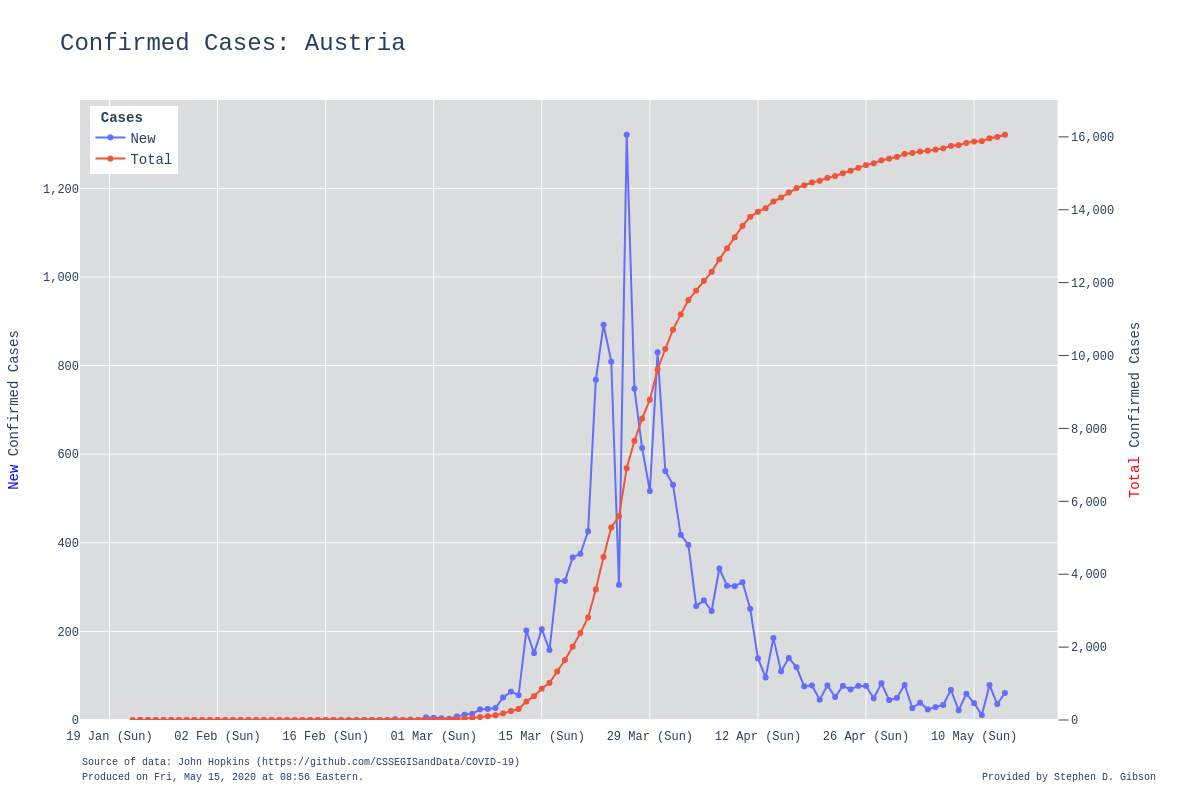 Confirmed Cases: Austria
Cases
New
Total
1,200
1,000
800
600
400
200
0
New Confirmed Cases
16,000
14,000
12,000
10,000
8,000
6,000
4,000
2,000
0
Total Confirmed Cases
19 Jan (Sun) 02 Feb (Sun) 16 Feb (Sun) 01 Mar (Sun) 15 Mar (Sun) 29 Mar (Sun) 12 Apr (Sun) 26 Apr (Sun) 10 May (Sun)
Source of data: John Hopkins (https://github.com/CSSEGISandData/COVID-19)
Produced on Fri, May 15, 2020 at 08:56 Eastern.
Provided by Stephen D. Gibson